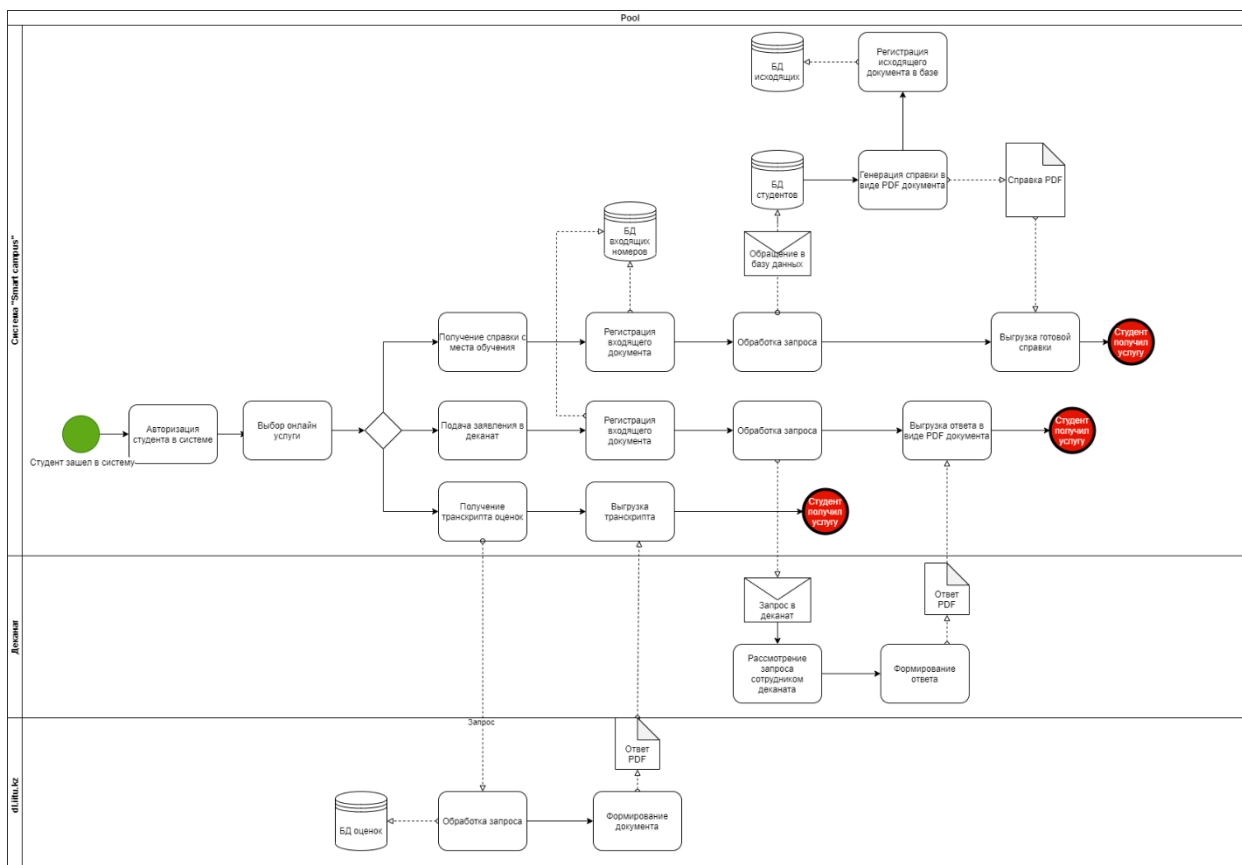 Pool
Система "Smart campus"
БД
исходящих
Регистрация
исходящего
документа в базе
БД
студентов
Генерация справки в
виде PDF документа
Справка PDF
БД
входящих
номеров
Обращение в
базу данных
Получение справки с
места обучения
Регистрация
входящего
документа
Обработка запроса
Выгрузка готовой
справки
Студент
получил
услугу
Студент зашел в систему
Авторизация
студента в системе
Выбор онлайн
услуги
Подача заявления в
деканат
Регистрация
входящего
документа
Обработка запроса
Выгрузка ответа в
виде PDF документа
Студент
получил
услугу
Получение
транскрипта оценок
Выгрузка
транскрипта
Студент
получил
услугу
Деканат
Запрос в
деканат
Ответ
PDF
Рассмотрение
запроса
сотрудником
деканата
Формирование
ответа
Запрос
dl.iitu.kz
Ответ
PDF
БД оценок
Обработка запроса
Формирование
документа